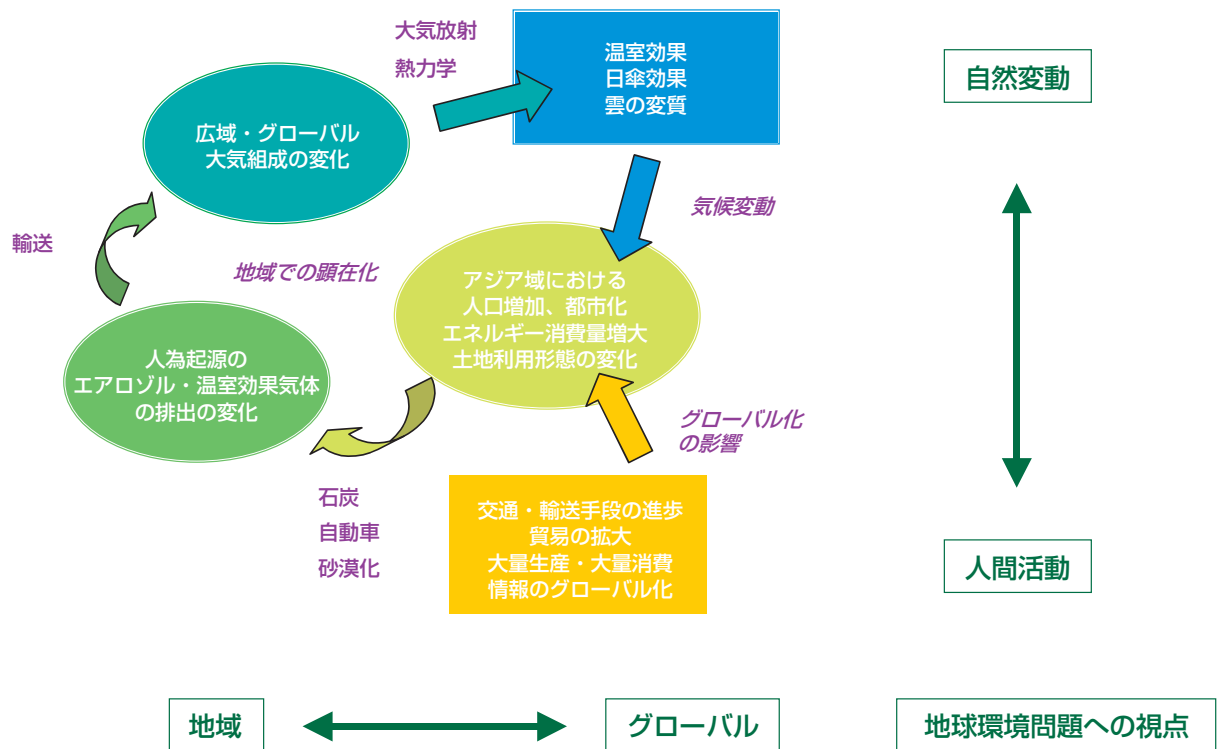 大気放射
熱力学
温室効果
日傘効果
雲の変質
自然変動
広域・グローバル
大気組成の変化
気候変動
輸送
地域での顕在化
アジア域における
人口増加、都市化
エネルギー消費量増大
土地利用形態の変化
人為起源の
エアロゾル・温室効果気体
の排出の変化
グローバル化
の影響
石炭
自動車
砂漠化
交通・輸送手段の進歩
貿易の拡大
大量生産・大量消費
情報のグローバル化
人間活動
地域
グローバル
地球環境問題への視点